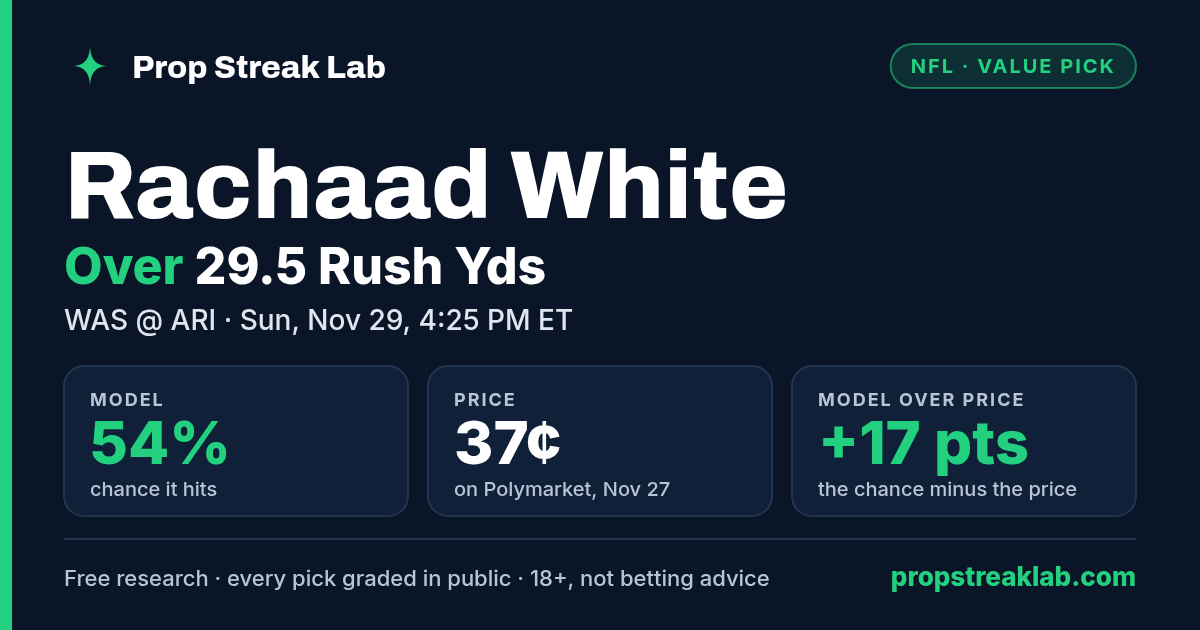 Prop Streak Lab
NFL · VALUE PICK
Rachaad White
Over 29.5 Rush Yds
WAS @ ARI · Sun, Nov 29, 4:25 PM ET
MODEL
54%
chance it hits
PRICE
37¢
on Polymarket, Nov 27
MODEL OVER PRICE
+17 pts
the chance minus the price
Free research · every pick graded in public · 18+, not betting advice
propstreaklab.com